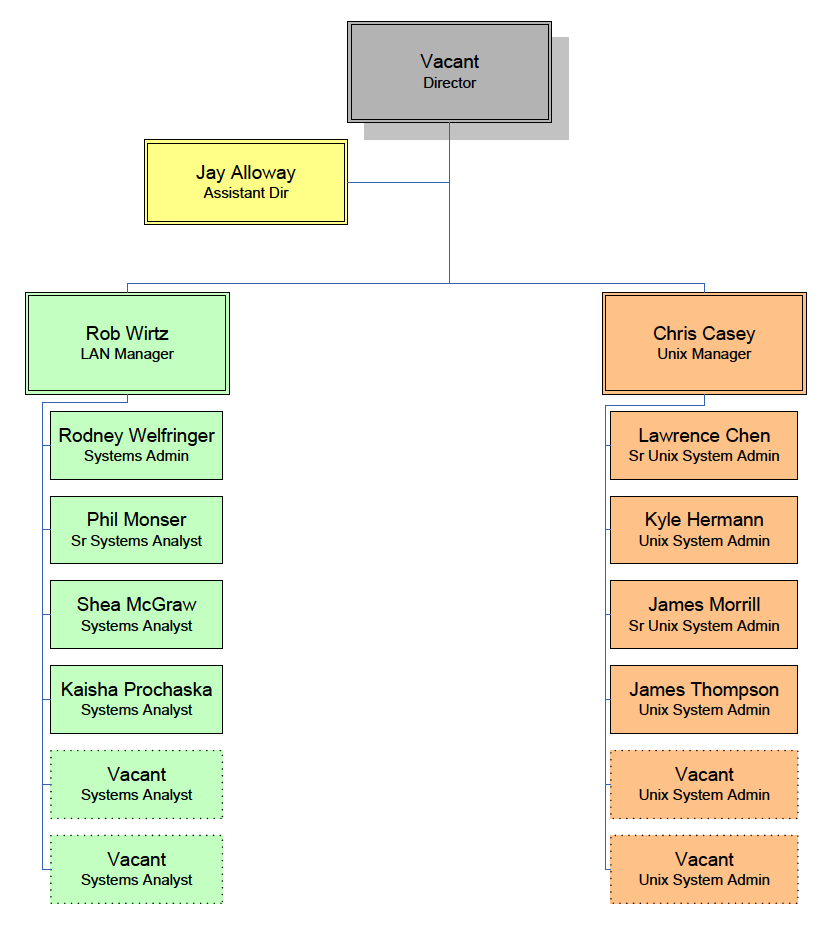 Vacant
Director
Jay Alloway
Assistant Dir
Rob Wirtz
LAN Manager
Rodney Welfringer
Systems Admin
Phil Monser
Sr Systems Analyst
Shea McGraw
Systems Analyst
Kaisha Prochaska
Systems Analyst
Vacant
Systems Analyst
Vacant
Systems Analyst
Chris Casey
Unix Manager
Lawrence Chen
Sr Unix System Admin
Kyle Hermann
Unix System Admin
James Morrill
Sr Unix System Admin
James Thompson
Unix System Admin
Vacant
Unix System Admin
Vacant
Unix System Admin